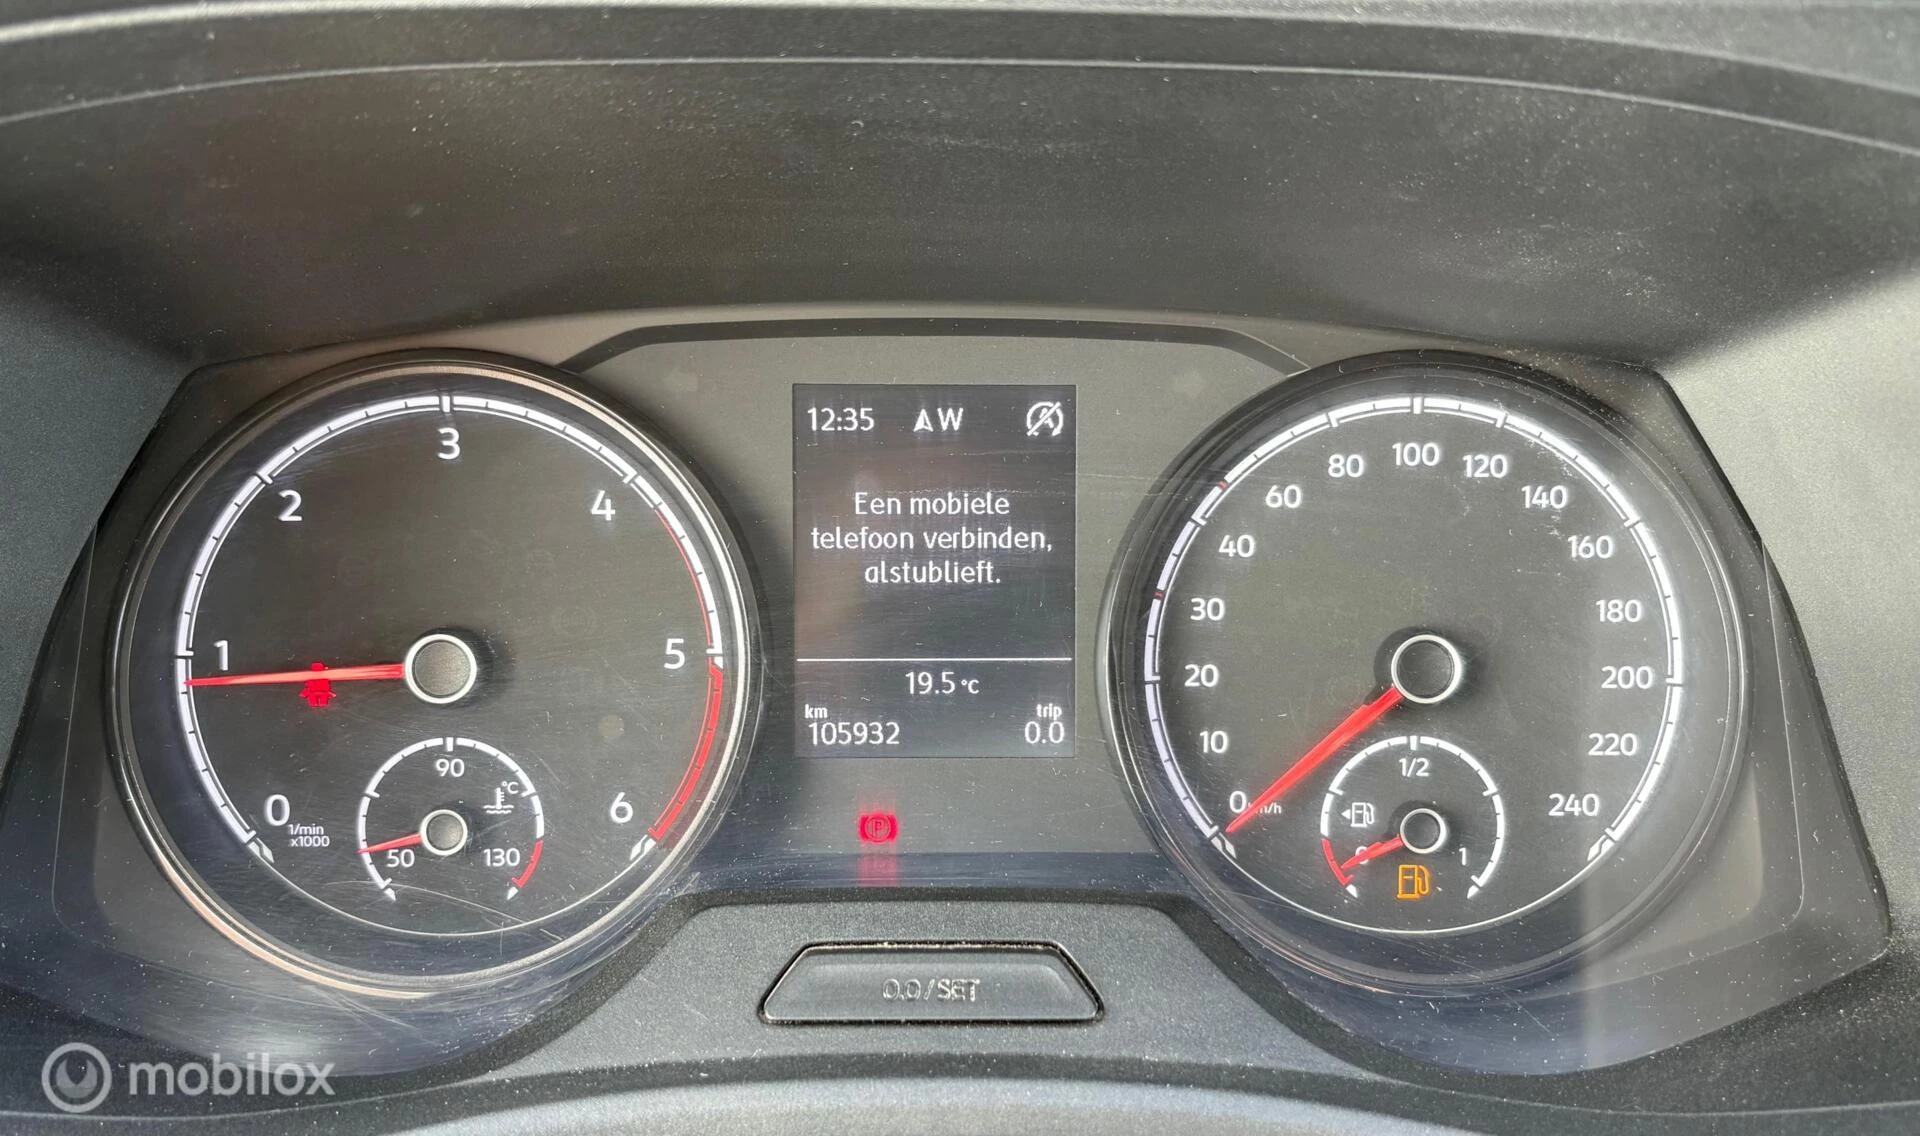 12:35 W A
Een mobiele
telefoon verbinden,
alstublieft.
19.5 °C
km trip
105932 0.0
0 1 2 3 4 5 6
1/min
x1000
50 90 130
°C
0 10 20 30 40 60 80 100 120 140 160 180 200 220 240
km/h
0 1/2 1
P
0.0/SET
mobilox